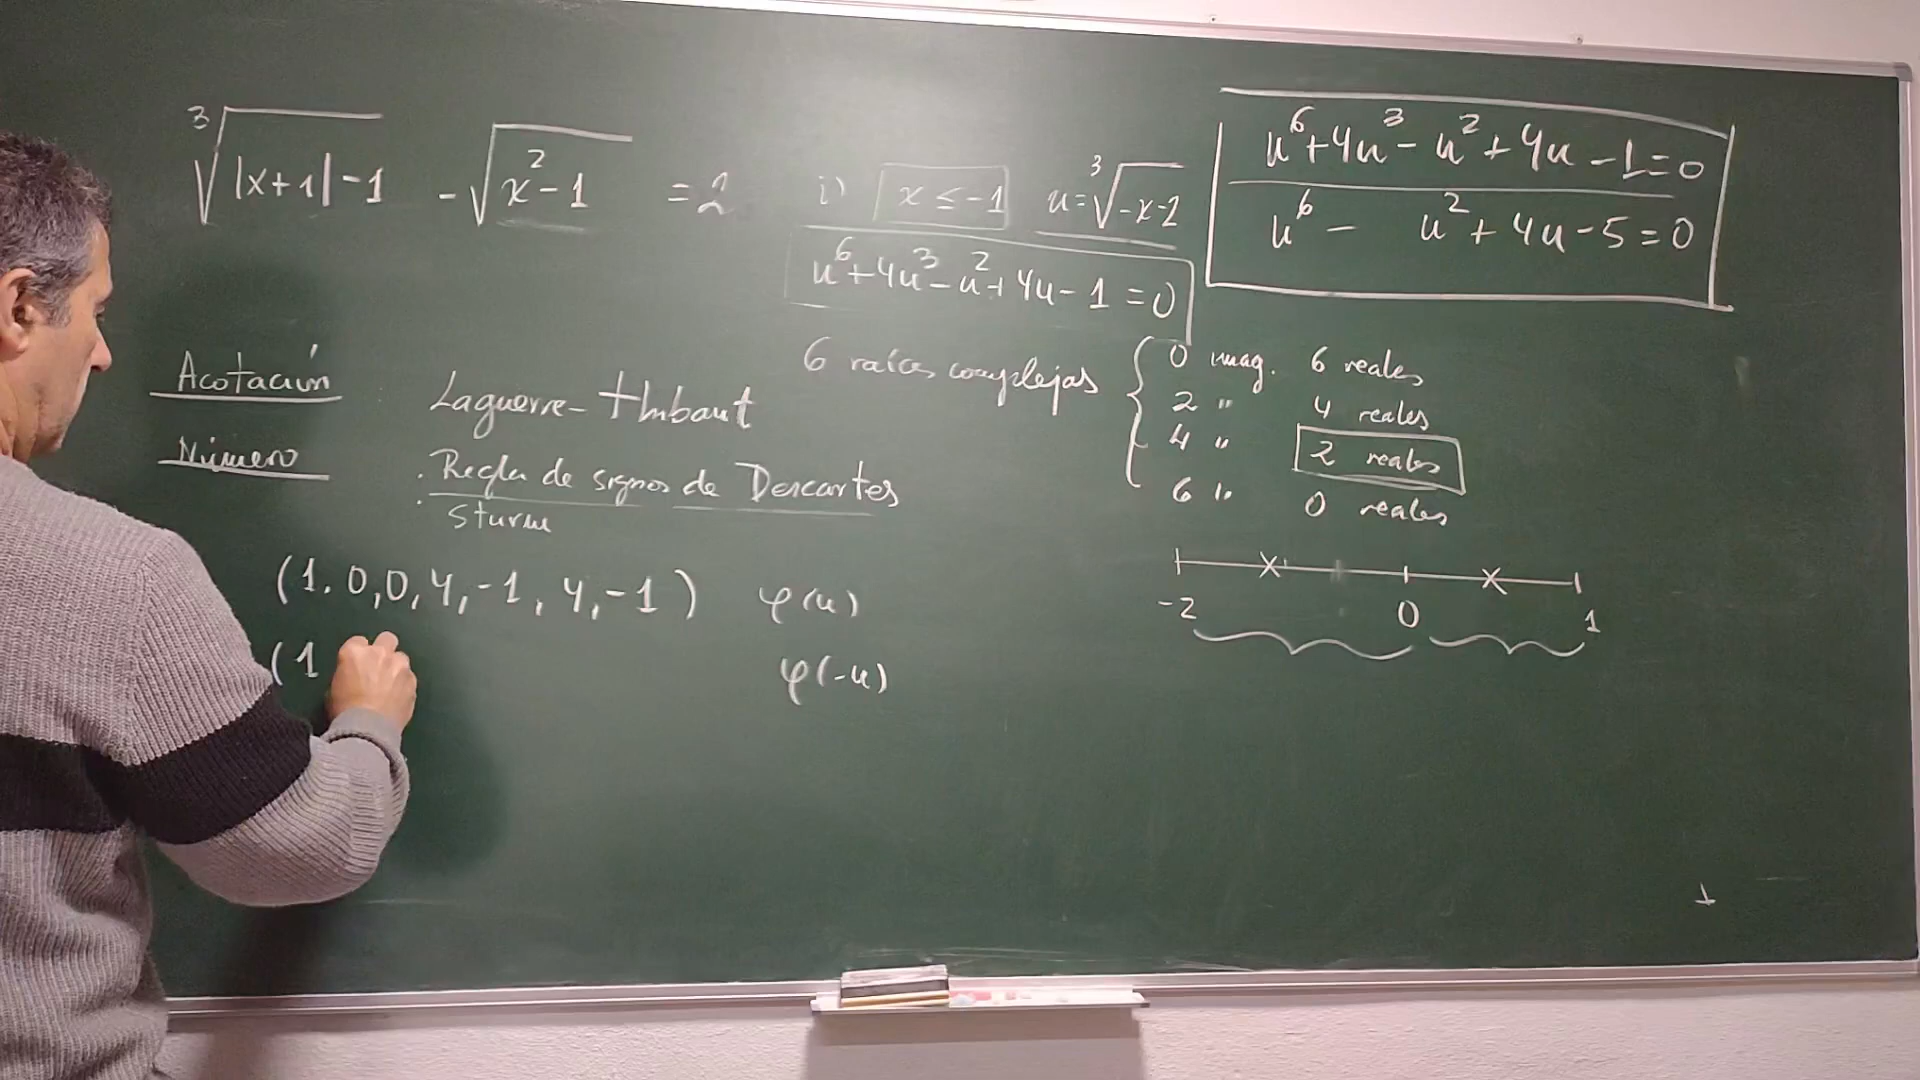 ∛(|x+1|-1) - √(x²-1) = 2
i) x ≤ -1 u = ∛(-x-2)
u⁶+4u³-u²+4u-1=0
u⁶+4u³-u²+4u-1=0
u⁶- u²+4u-5=0
Acotación Laguerre-Thibaut
Número · Regla de signos de Descartes
· Sturm
6 raíces complejas { 0 imag. 6 reales
2 " 4 reales
4 " 2 reales
6 " 0 reales
-2 0 1
(1.0,0,4,-1,4,-1) φ(u)
(1 φ(-u)
1